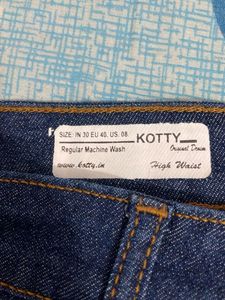 SIZE: IN 30 EU 40. US. 08.
KOTTY
Regular Machine Wash
Original Denim
www.kotty.in
High Waist